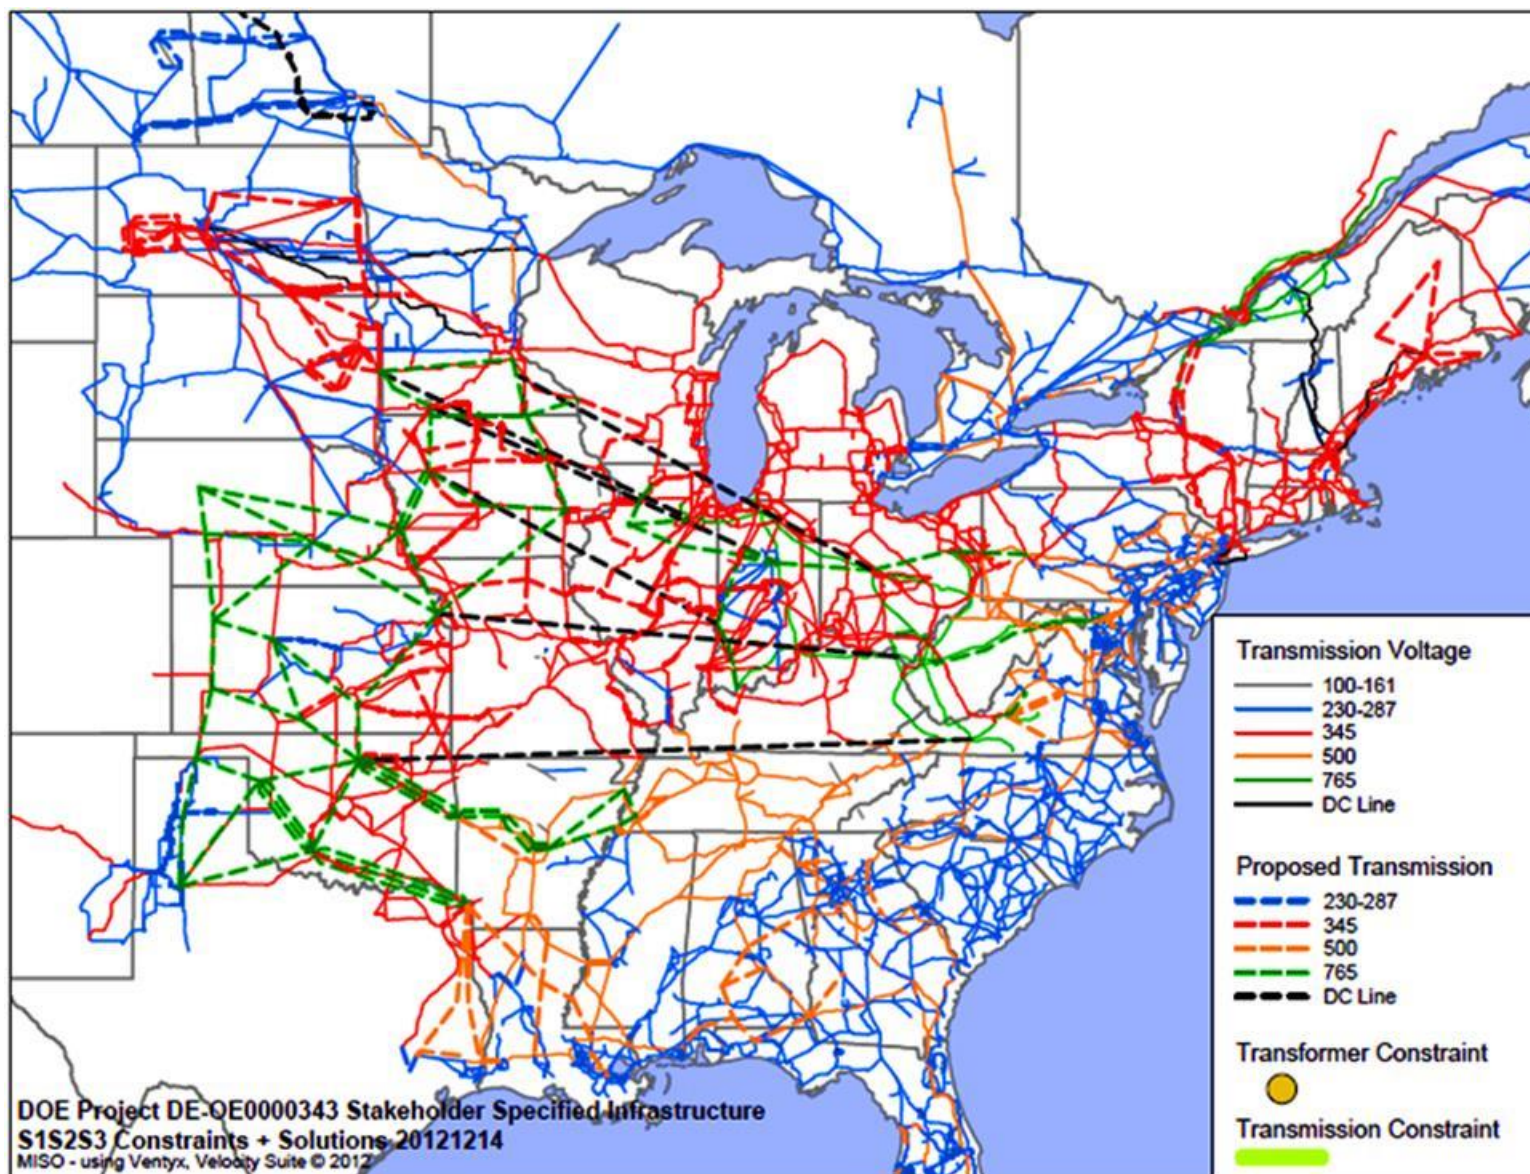 Transmission Voltage
100-161
230-287
345
500
765
DC Line
Proposed Transmission
230-287
345
500
765
DC Line
Transformer Constraint
Transmission Constraint
DOE Project DE-OE0000343 Stakeholder Specified Infrastructure
S1S2S3 Constraints + Solutions 20121214
MISO - using Ventyx, Velocity Suite © 2012